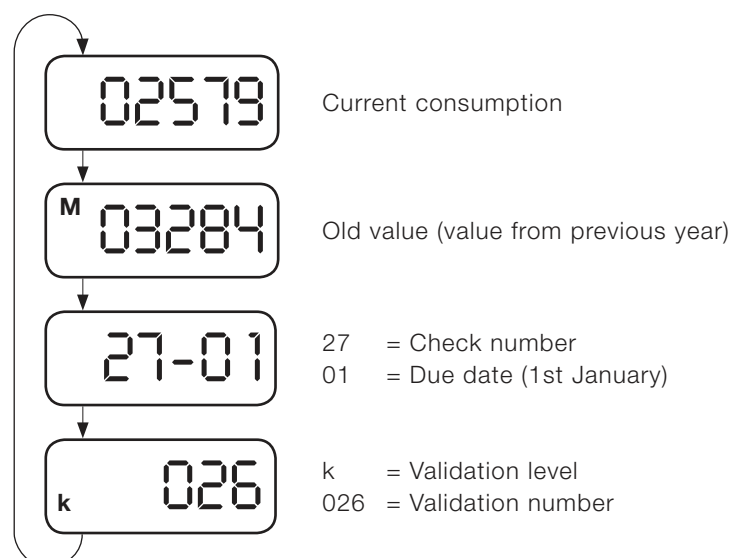 02579
Current consumption
M 03284
Old value (value from previous year)
27-01
27 = Check number
01 = Due date (1st January)
k 026
k = Validation level
026 = Validation number